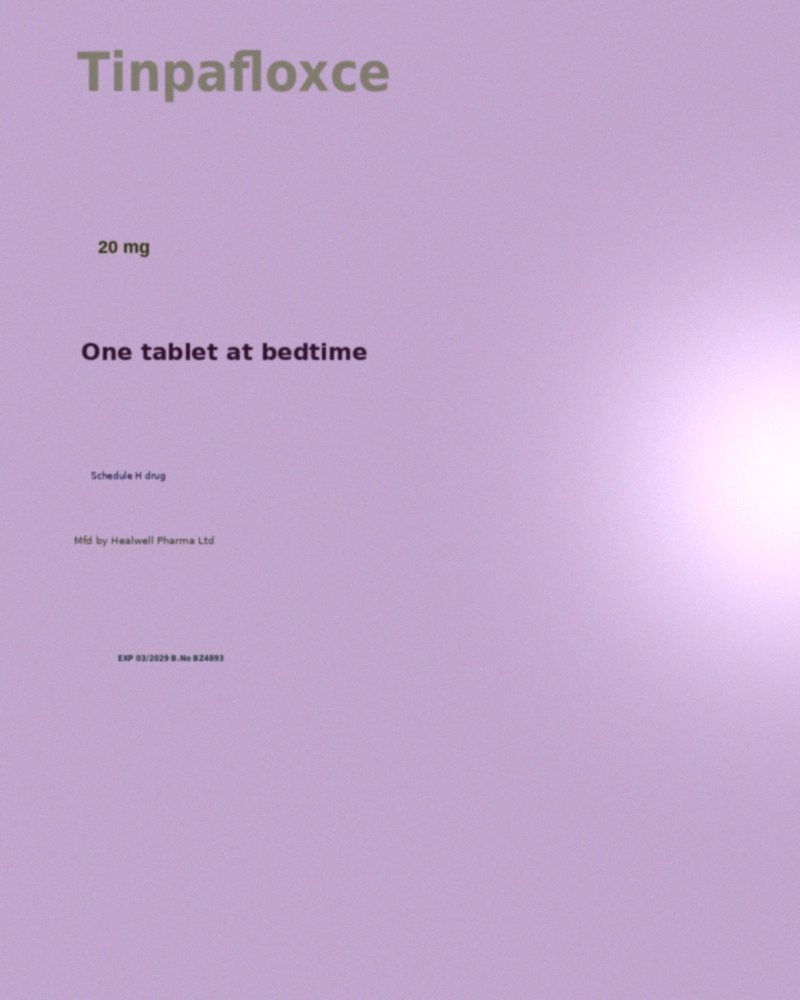 Tinpafloxce
20 mg
One tablet at bedtime
Schedule H drug
Mfd by Healwell Pharma Ltd
EXP 03/2029 B.No BZ4893